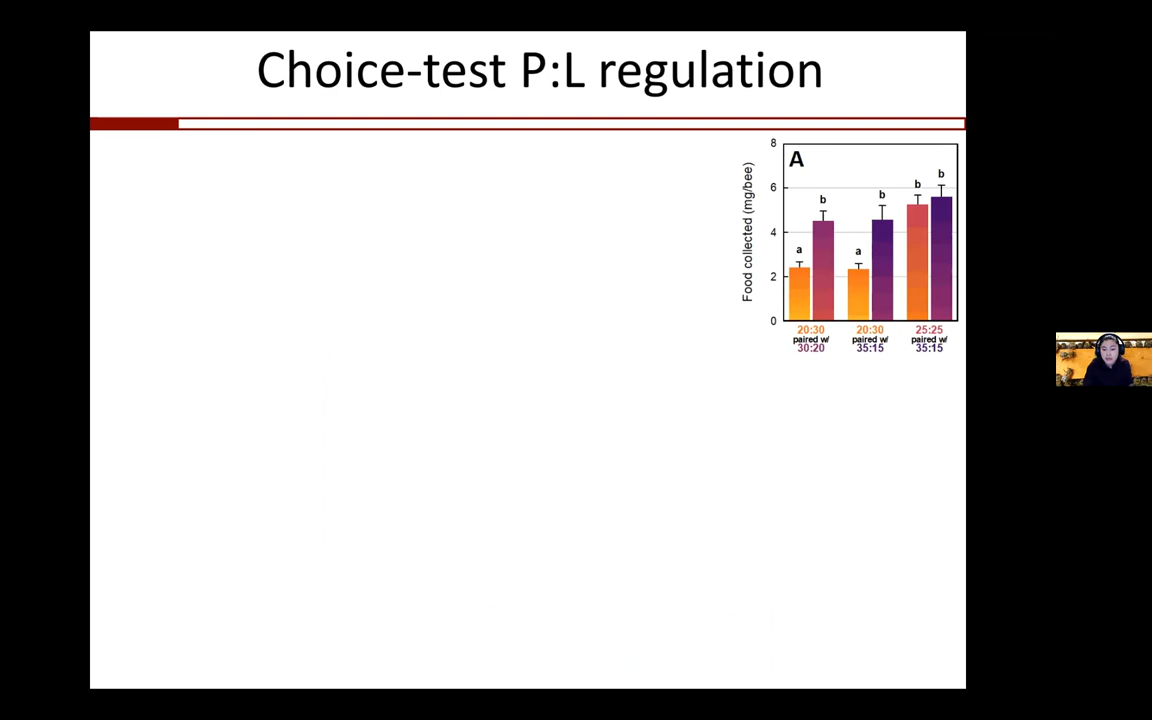 Choice-test P:L regulation
A
Food collected (mg/bee)
8
6
4
2
0
a
b
a
b
b
b
20:30
paired w/
30:20
20:30
paired w/
35:15
25:25
paired w/
35:15